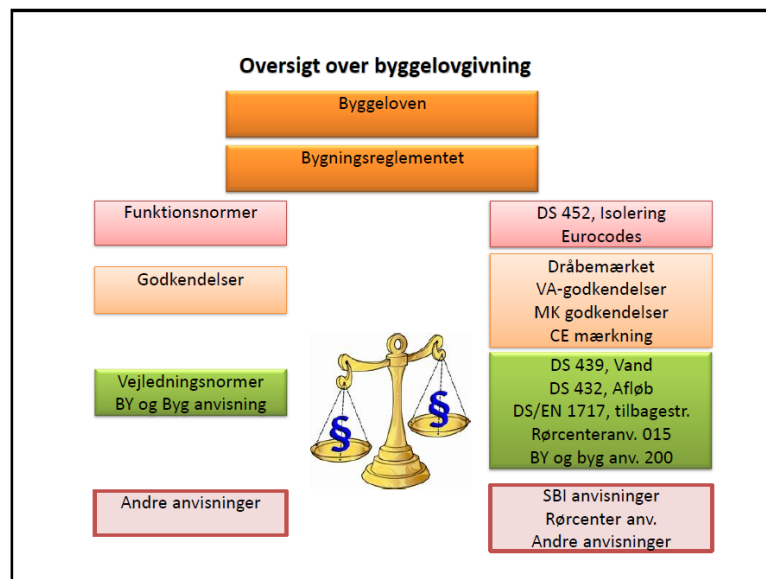 Oversigt over byggelovgivning
Byggeloven
Bygningsreglementet
Funktionsnormer
DS 452, Isolering
Eurocodes
Godkendelser
Dråbemærket
VA-godkendelser
MK godkendelser
CE mærkning
Vejledningsnormer
BY og Byg anvisning
§
§
DS 439, Vand
DS 432, Afløb
DS/EN 1717, tilbagestr.
Rørcenteranv. 015
BY og byg anv. 200
Andre anvisninger
SBI anvisninger
Rørcenter anv.
Andre anvisninger